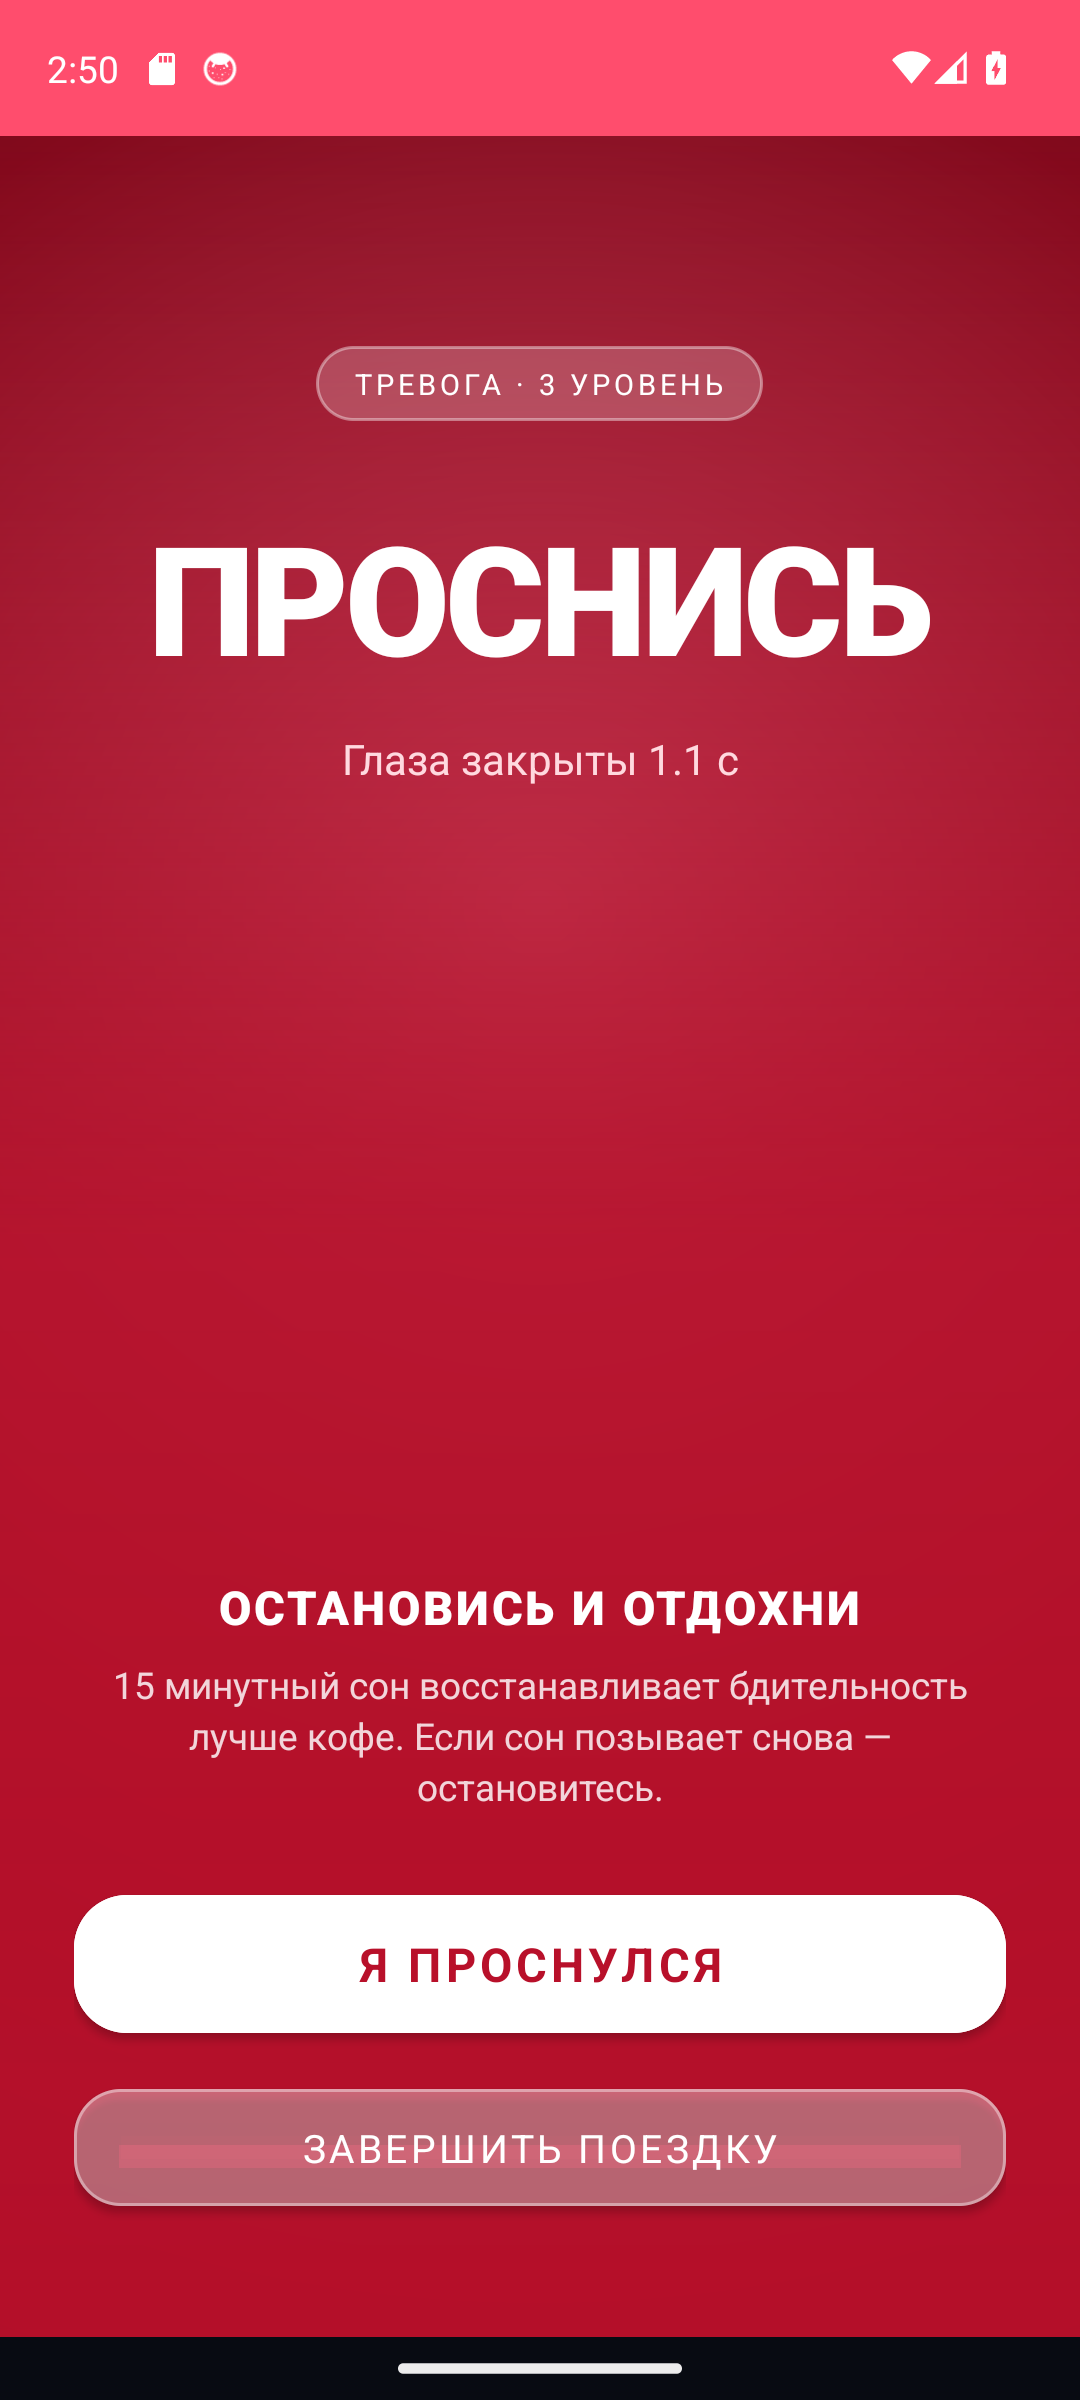 2:50
ТРЕВОГА · 3 УРОВЕНЬ
ПРОСНИСЬ
Глаза закрыты 1.1 с
ОСТАНОВИСЬ И ОТДОХНИ
15 минутный сон восстанавливает бдительность
лучше кофе. Если сон позывает снова —
остановитесь.
Я ПРОСНУЛСЯ
ЗАВЕРШИТЬ ПОЕЗДКУ